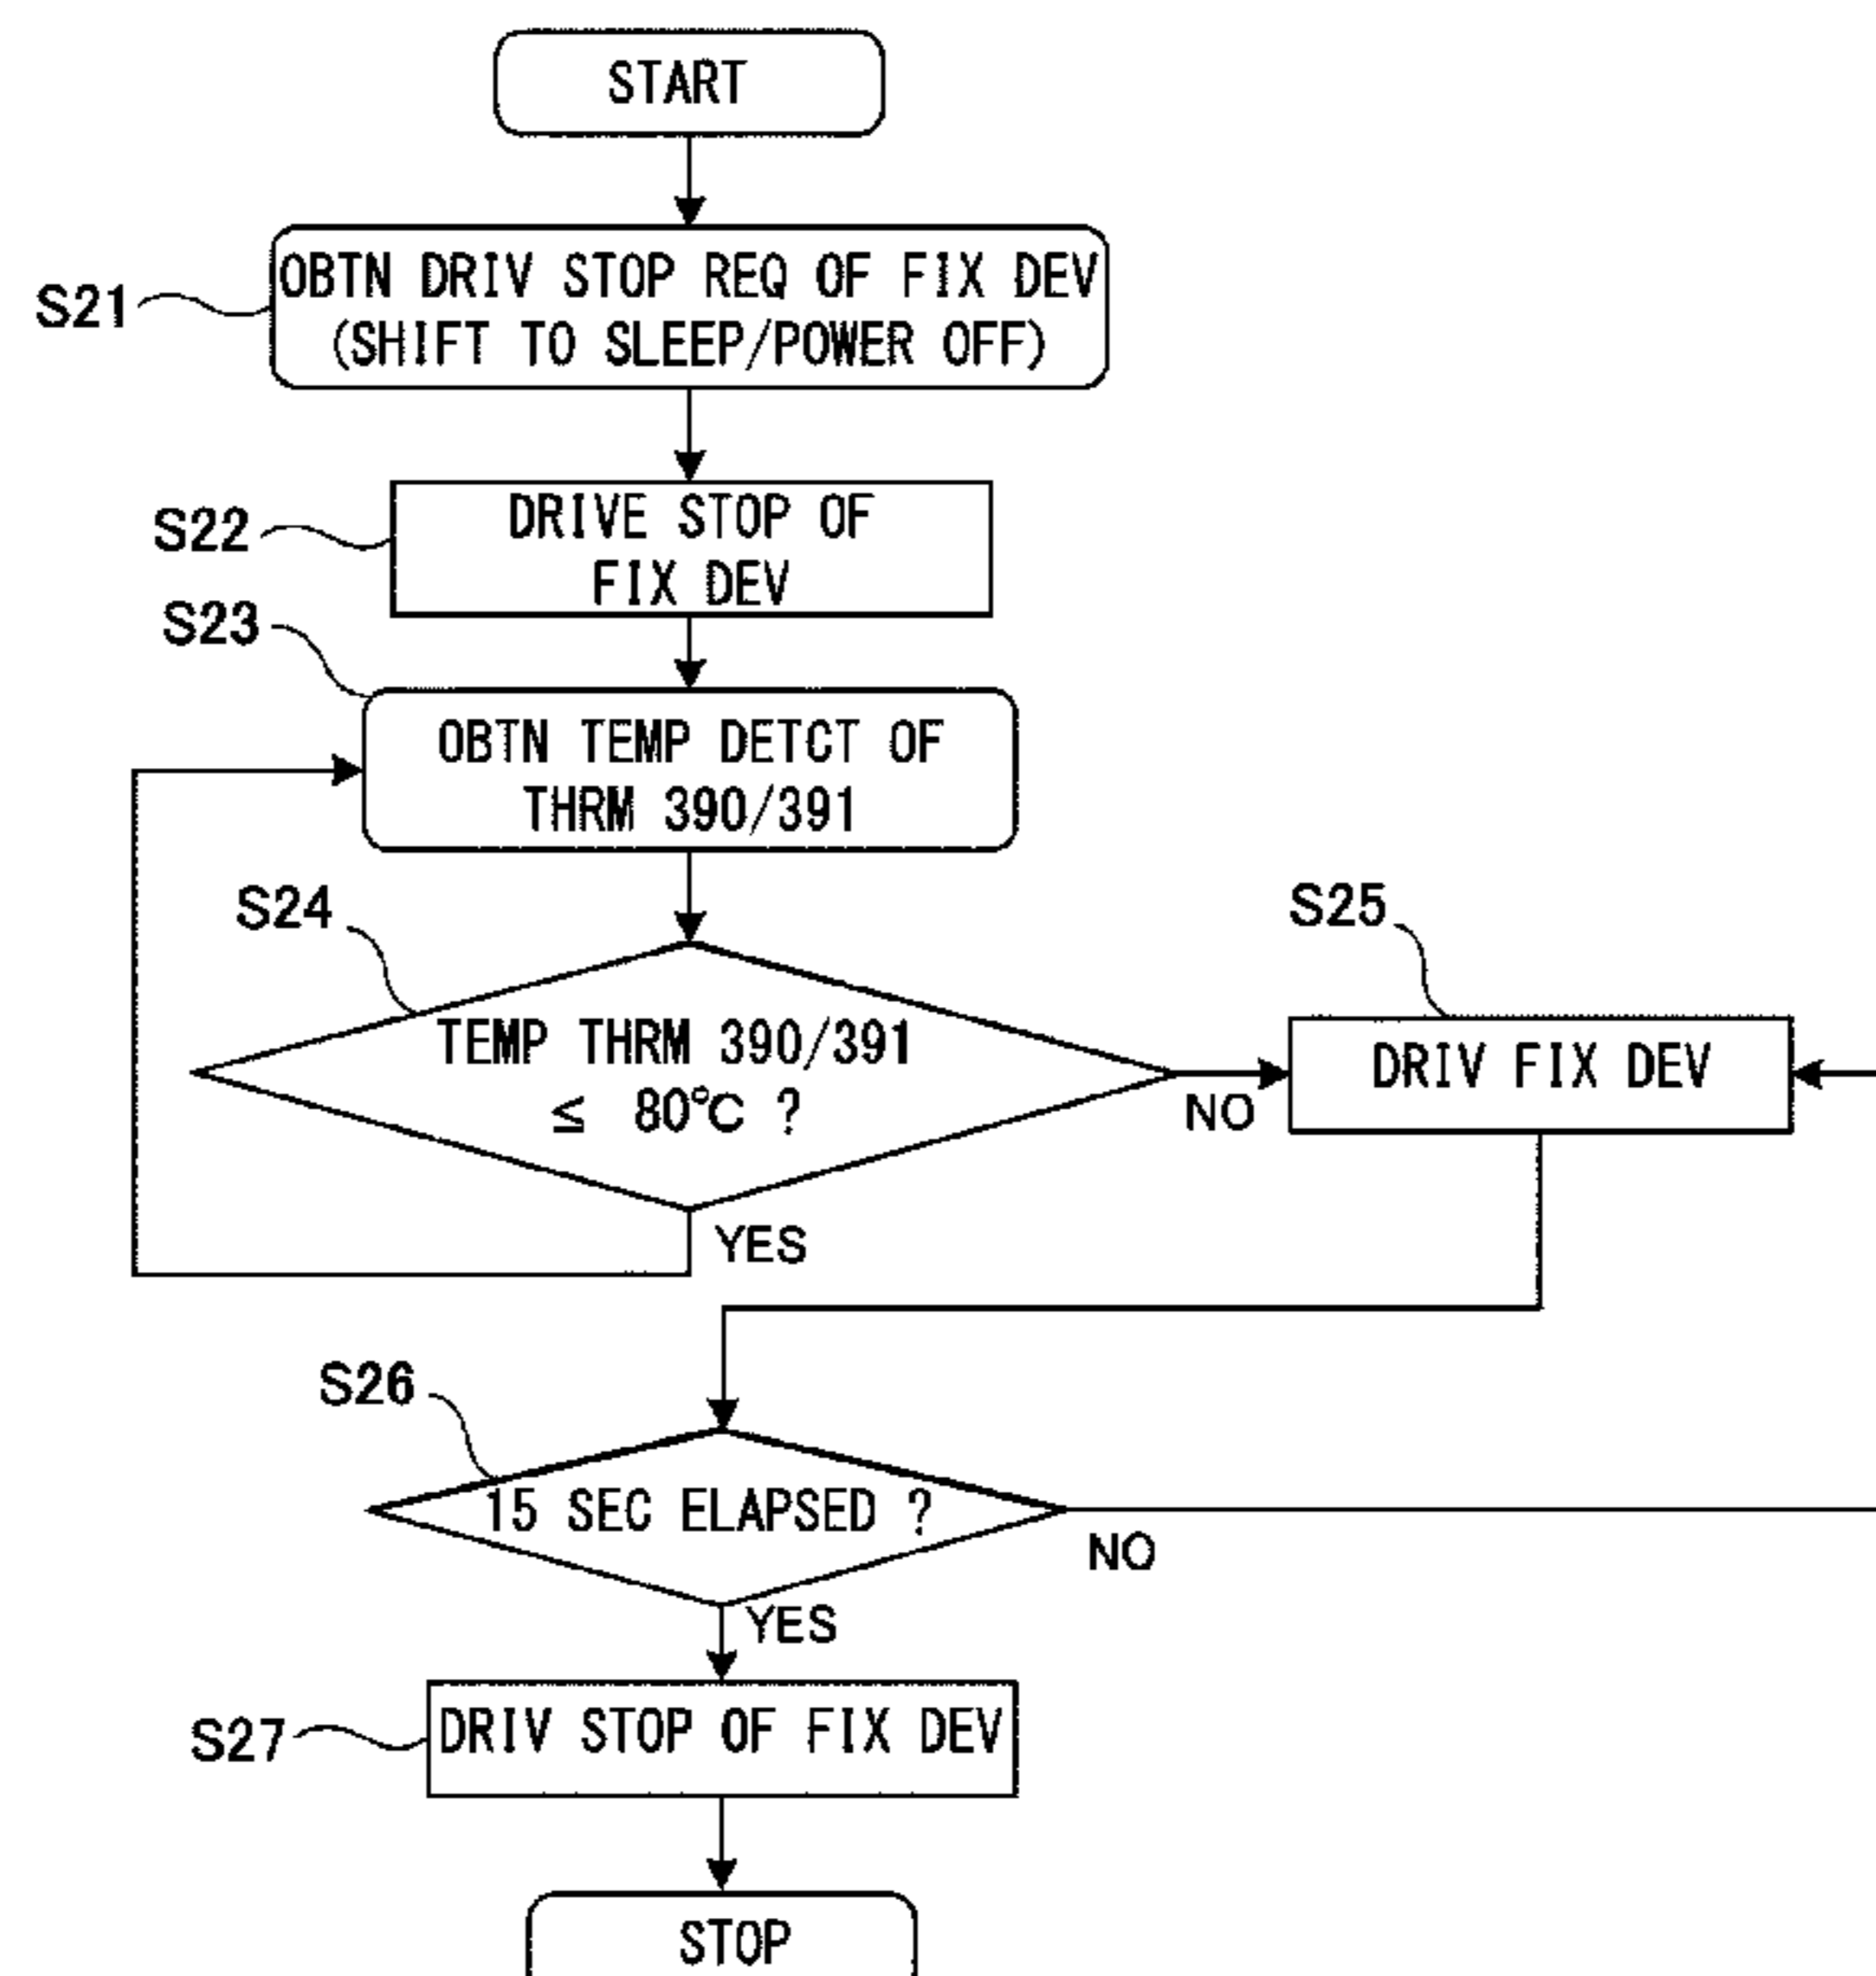 START
S21
OBTN DRIV STOP REQ OF FIX DEV
(SHIFT TO SLEEP/POWER OFF)
S22
DRIVE STOP OF
FIX DEV
S23
OBTN TEMP DETCT OF
THRM 390/391
S24
TEMP THRM 390/391
≤ 80°C ?
NO
YES
S25
DRIV FIX DEV
S26
15 SEC ELAPSED ?
NO
YES
S27
DRIV STOP OF FIX DEV
STOP